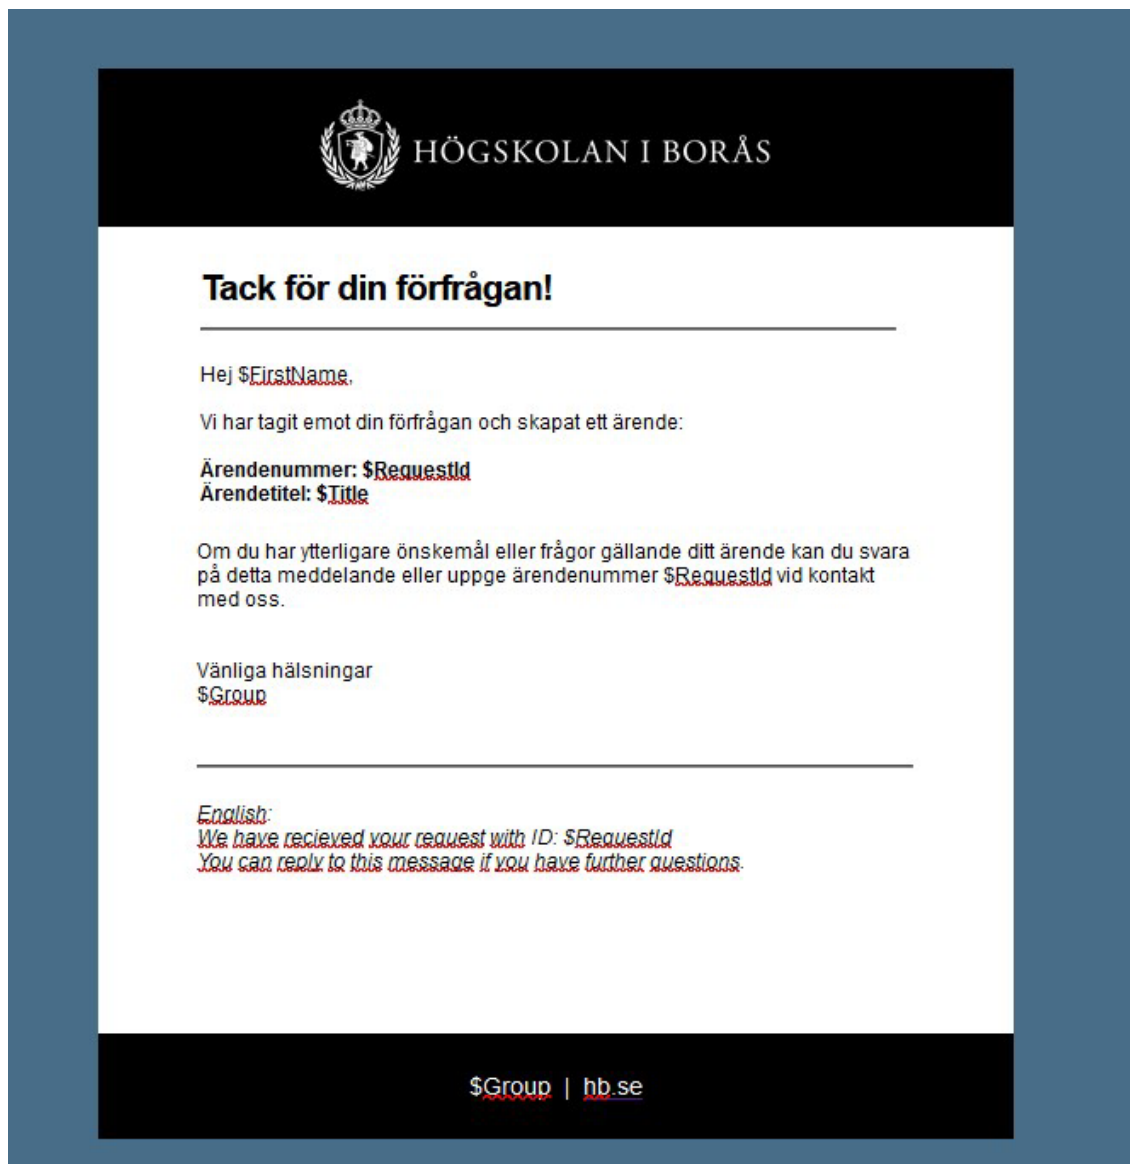 HÖGSKOLAN I BORÅS
Tack för din förfrågan!
Hej $FirstName,
Vi har tagit emot din förfrågan och skapat ett ärende:
Ärendenummer: $RequestId
Ärendetitel: $Title
Om du har ytterligare önskemål eller frågor gällande ditt ärende kan du svara
på detta meddelande eller uppge ärendenummer $RequestId vid kontakt
med oss.
Vänliga hälsningar
$Group
English:
We have recieved your request with ID: $RequestId
You can reply to this message if you have further questions.
$Group | hb.se